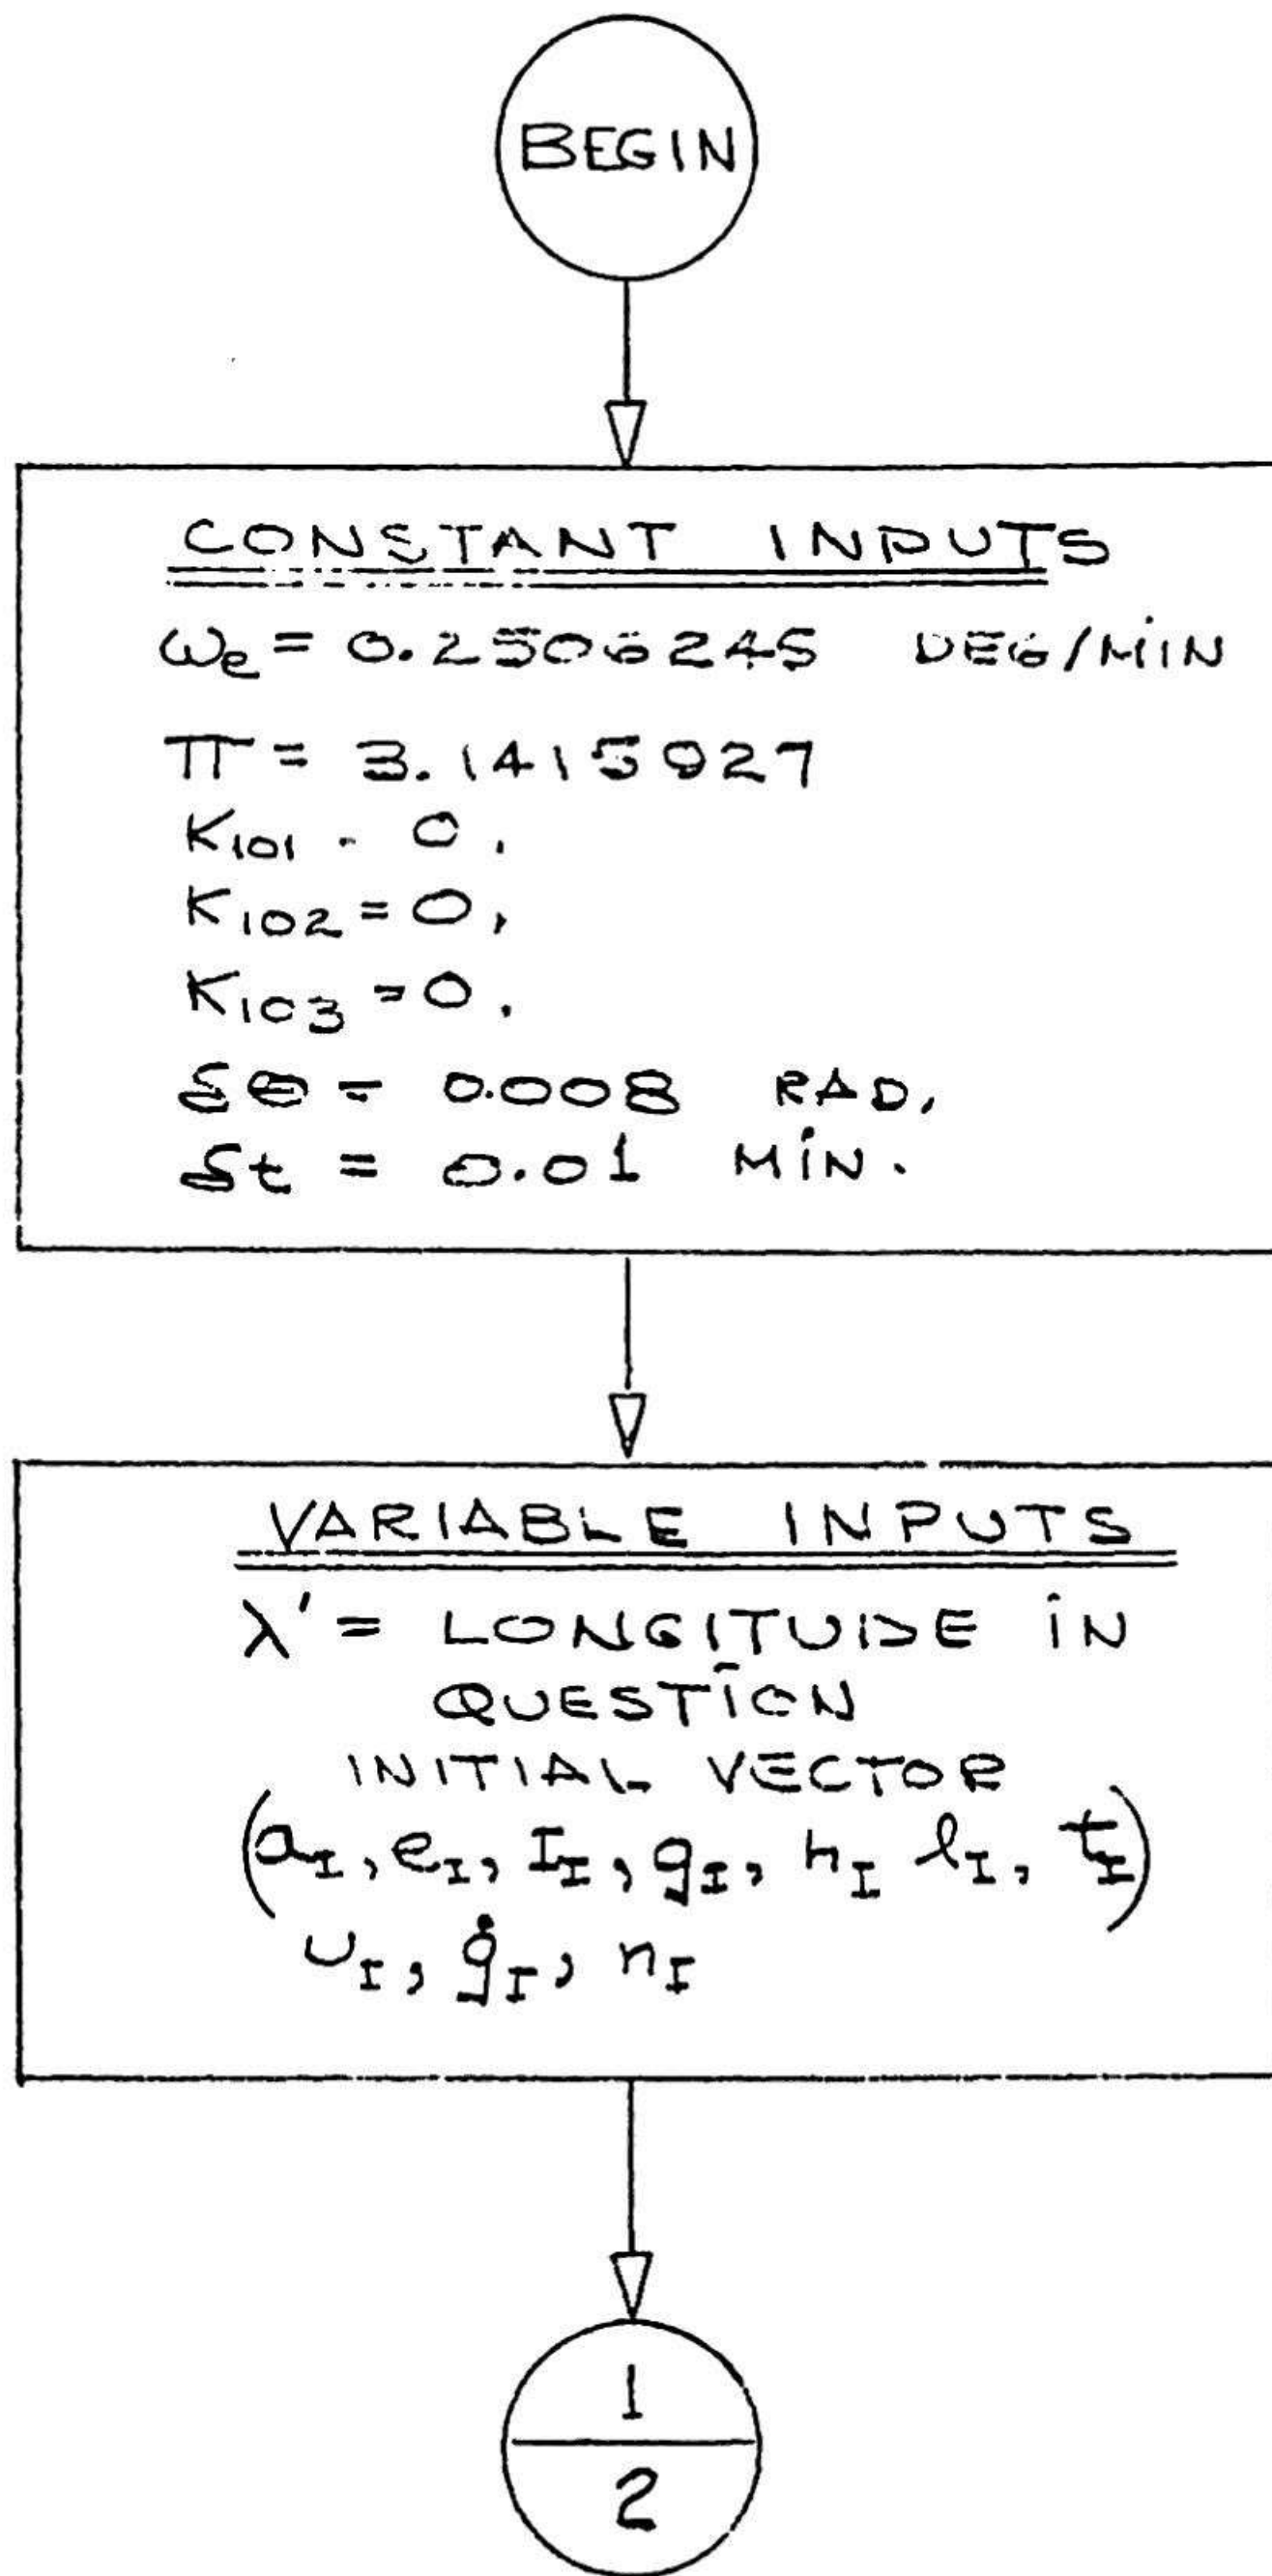 BEGIN
CONSTANT INPUTS
ωe = 0.2506245 DEG/MIN
π = 3.1415927
K101 = 0.
K102 = 0,
K103 = 0.
δθ = 0.008 RAD,
δt = 0.01 MIN.
VARIABLE INPUTS
λ' = LONGITUDE IN
QUESTION
INITIAL VECTOR
(aI, eI, II, gI, hI lI, tI)
υI, ġI, nI
1
2